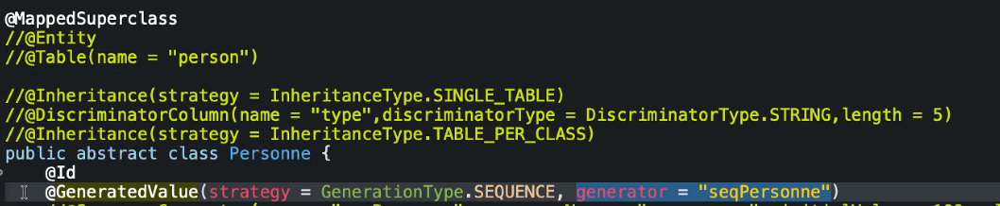 @MappedSuperclass
//@Entity
//@Table(name = "person")
//@Inheritance(strategy = InheritanceType.SINGLE_TABLE)
//@DiscriminatorColumn(name = "type",discriminatorType = DiscriminatorType.STRING,length = 5)
//@Inheritance(strategy = InheritanceType.TABLE_PER_CLASS)
public abstract class Personne {
@Id
@GeneratedValue(strategy = GenerationType.SEQUENCE, generator = "seqPersonne")